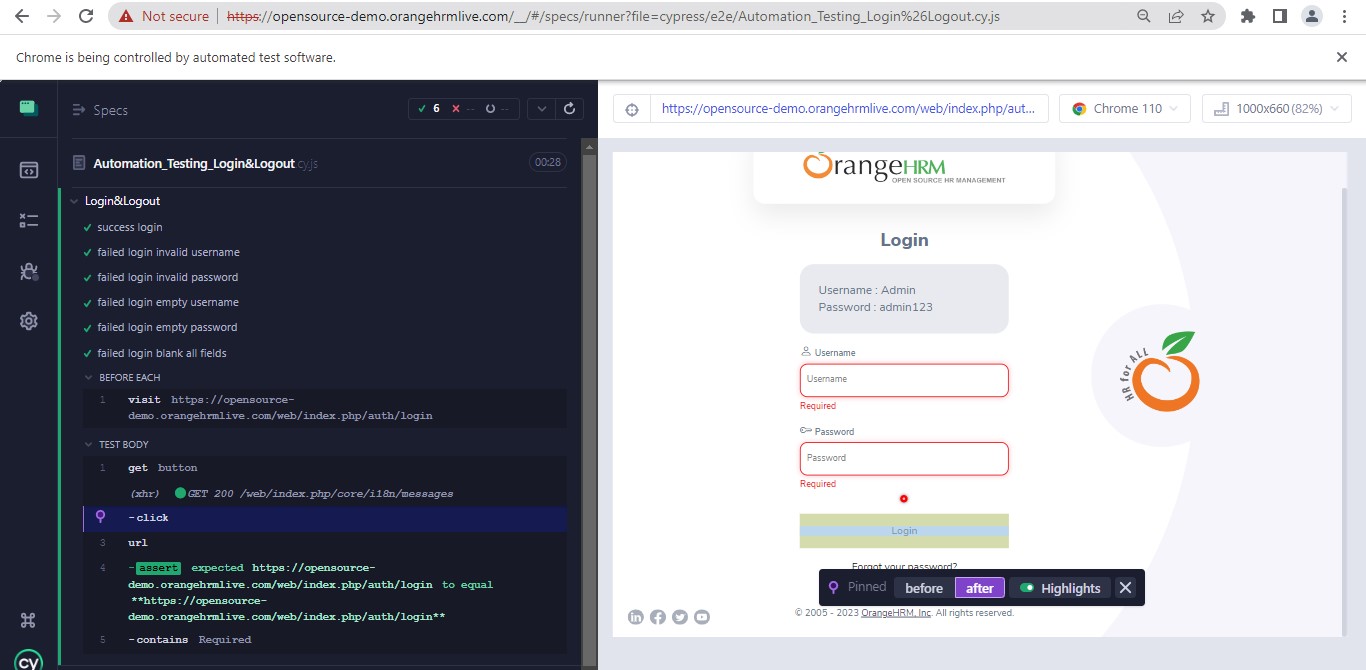 Not secure https://opensource-demo.orangehrmlive.com/__/#/specs/runner?file=cypress/e2e/Automation_Testing_Login%26Logout.cy.js
Chrome is being controlled by automated test software.
Specs
6 -- --
Automation_Testing_Login&Logout cy.js 00:28
Login&Logout
success login
failed login invalid username
failed login invalid password
failed login empty username
failed login empty password
failed login blank all fields
BEFORE EACH
1 visit https://opensource-
demo.orangehrmlive.com/web/index.php/auth/login
TEST BODY
1 get button
(xhr) GET 200 /web/index.php/core/i18n/messages
-click
3 url
4 -assert expected https://opensource-
demo.orangehrmlive.com/web/index.php/auth/login to equal
**https://opensource-
demo.orangehrmlive.com/web/index.php/auth/login**
5 -contains Required
cy
https://opensource-demo.orangehrmlive.com/web/index.php/aut...
Chrome 110
1000x660 (82%)
OrangeHRM
OPEN SOURCE HR MANAGEMENT
Login
Username : Admin
Password : admin123
Username
Username
Required
Password
Password
Required
Login
Forgot your password?
HR for ALL
Pinned before after Highlights
© 2005 - 2023 OrangeHRM, Inc. All rights reserved.